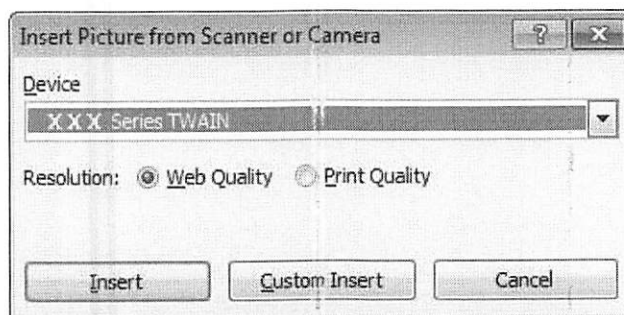 Insert Picture from Scanner or Camera ? X
Device
X X X Series TWAIN
Resolution: Web Quality Print Quality
Insert Custom Insert Cancel